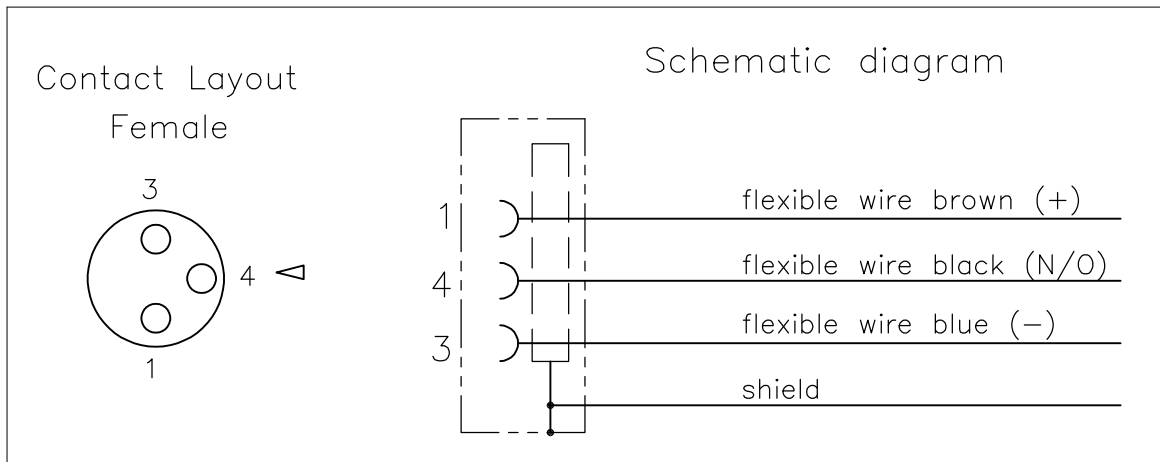 Contact Layout
Female
3
4
1
Schematic diagram
1
flexible wire brown (+)
4
flexible wire black (N/O)
3
flexible wire blue (-)
shield